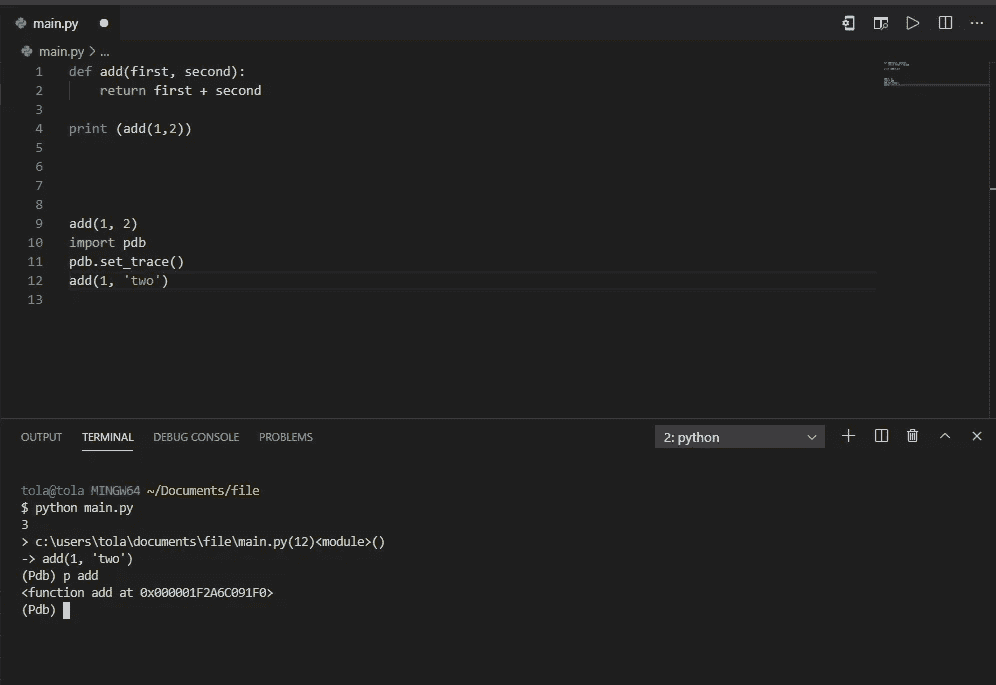 main.py
main.py > ...
1 def add(first, second):
2 return first + second
3
4 print (add(1,2))
5
6
7
8
9 add(1, 2)
10 import pdb
11 pdb.set_trace()
12 add(1, 'two')
13
OUTPUT TERMINAL DEBUG CONSOLE PROBLEMS 2: python
tola@tola MINGW64 ~/Documents/file
$ python main.py
3
> c:\users\tola\documents\file\main.py(12)<module>()
-> add(1, 'two')
(Pdb) p add
<function add at 0x000001F2A6C091F0>
(Pdb)